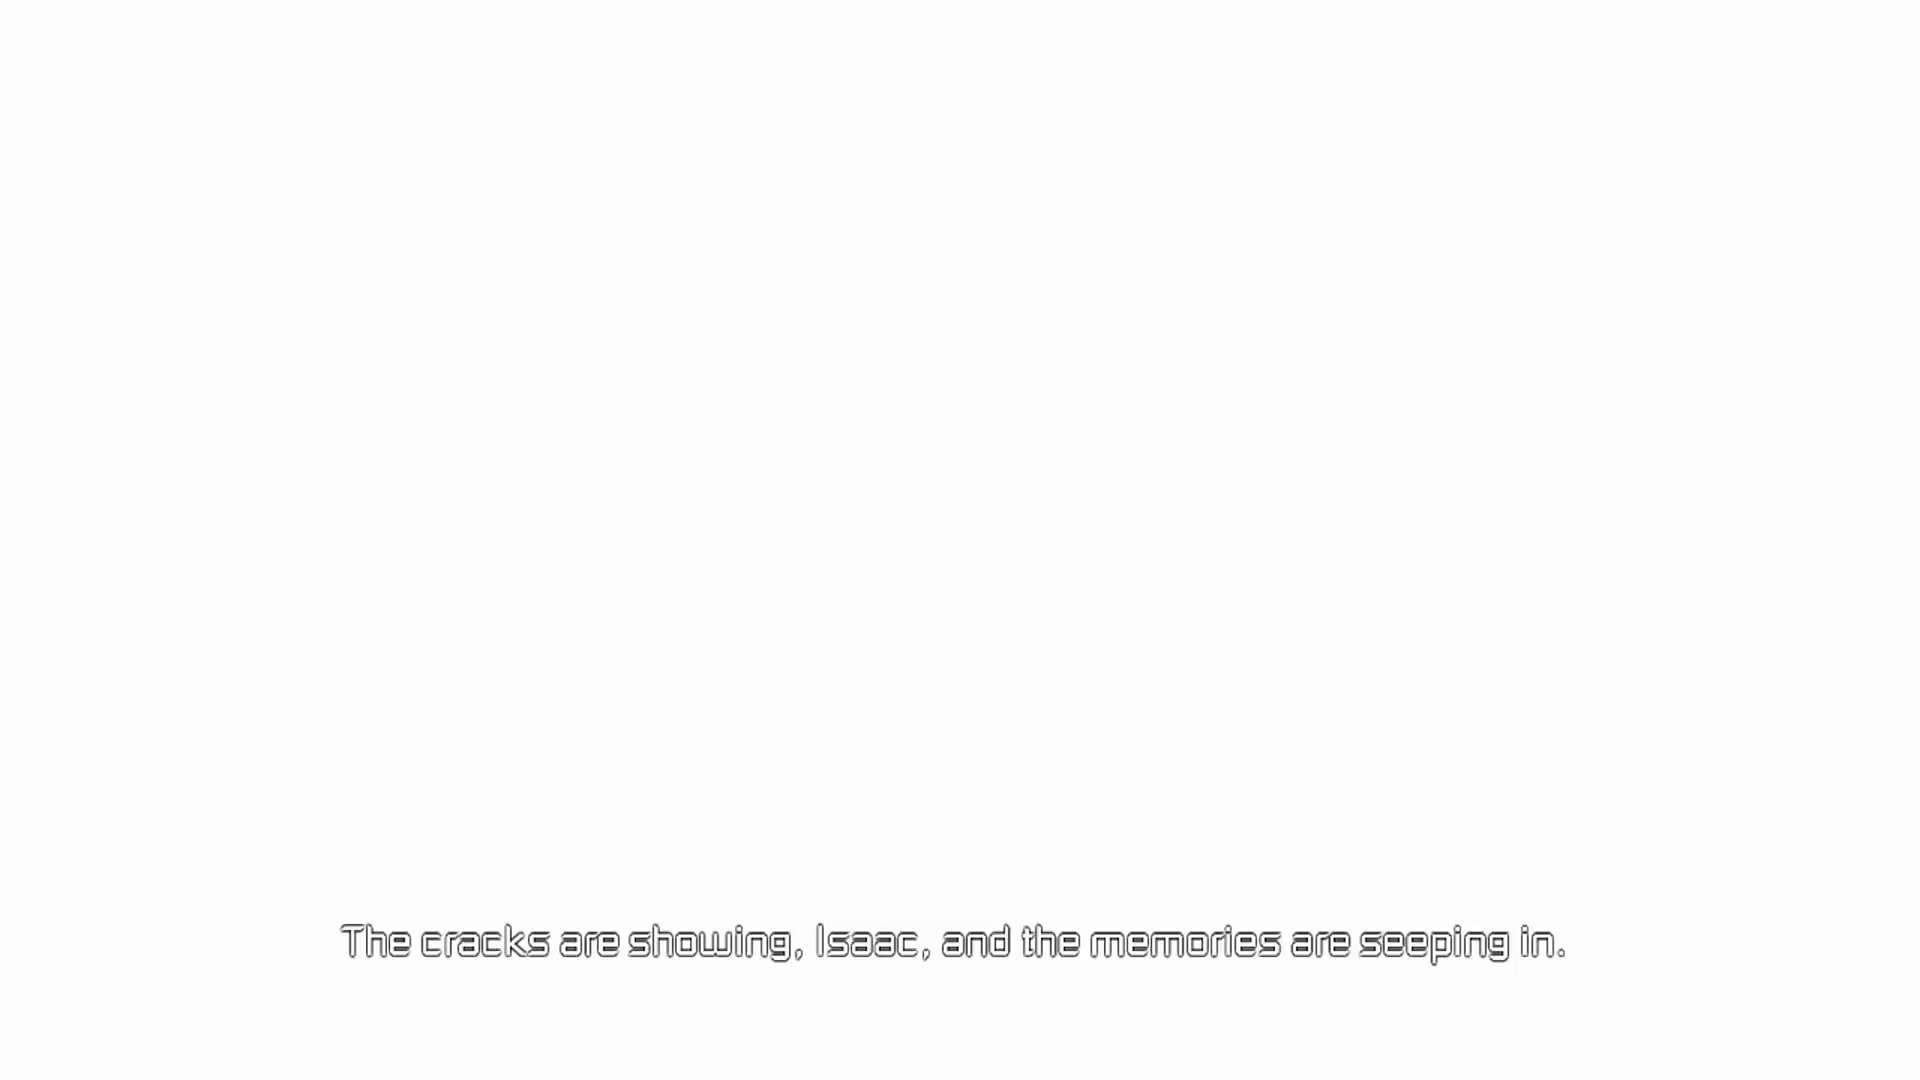 The cracks are showing, Isaac, and the memories are seeping in.